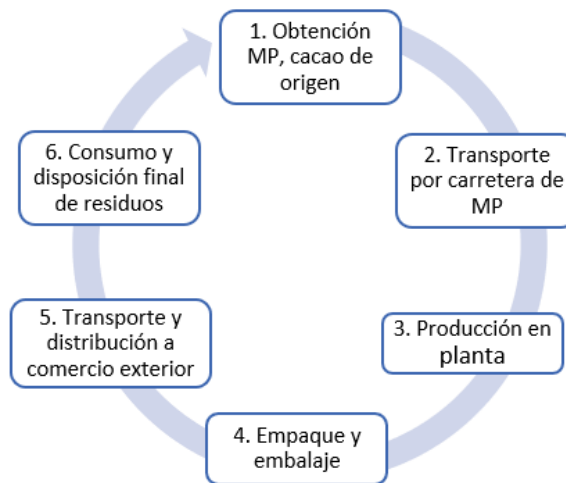 1. Obtención
MP, cacao de
origen
2. Transporte
por carretera de
MP
3. Producción en
planta
4. Empaque y
embalaje
5. Transporte y
distribución a
comercio exterior
6. Consumo y
disposición final
de residuos